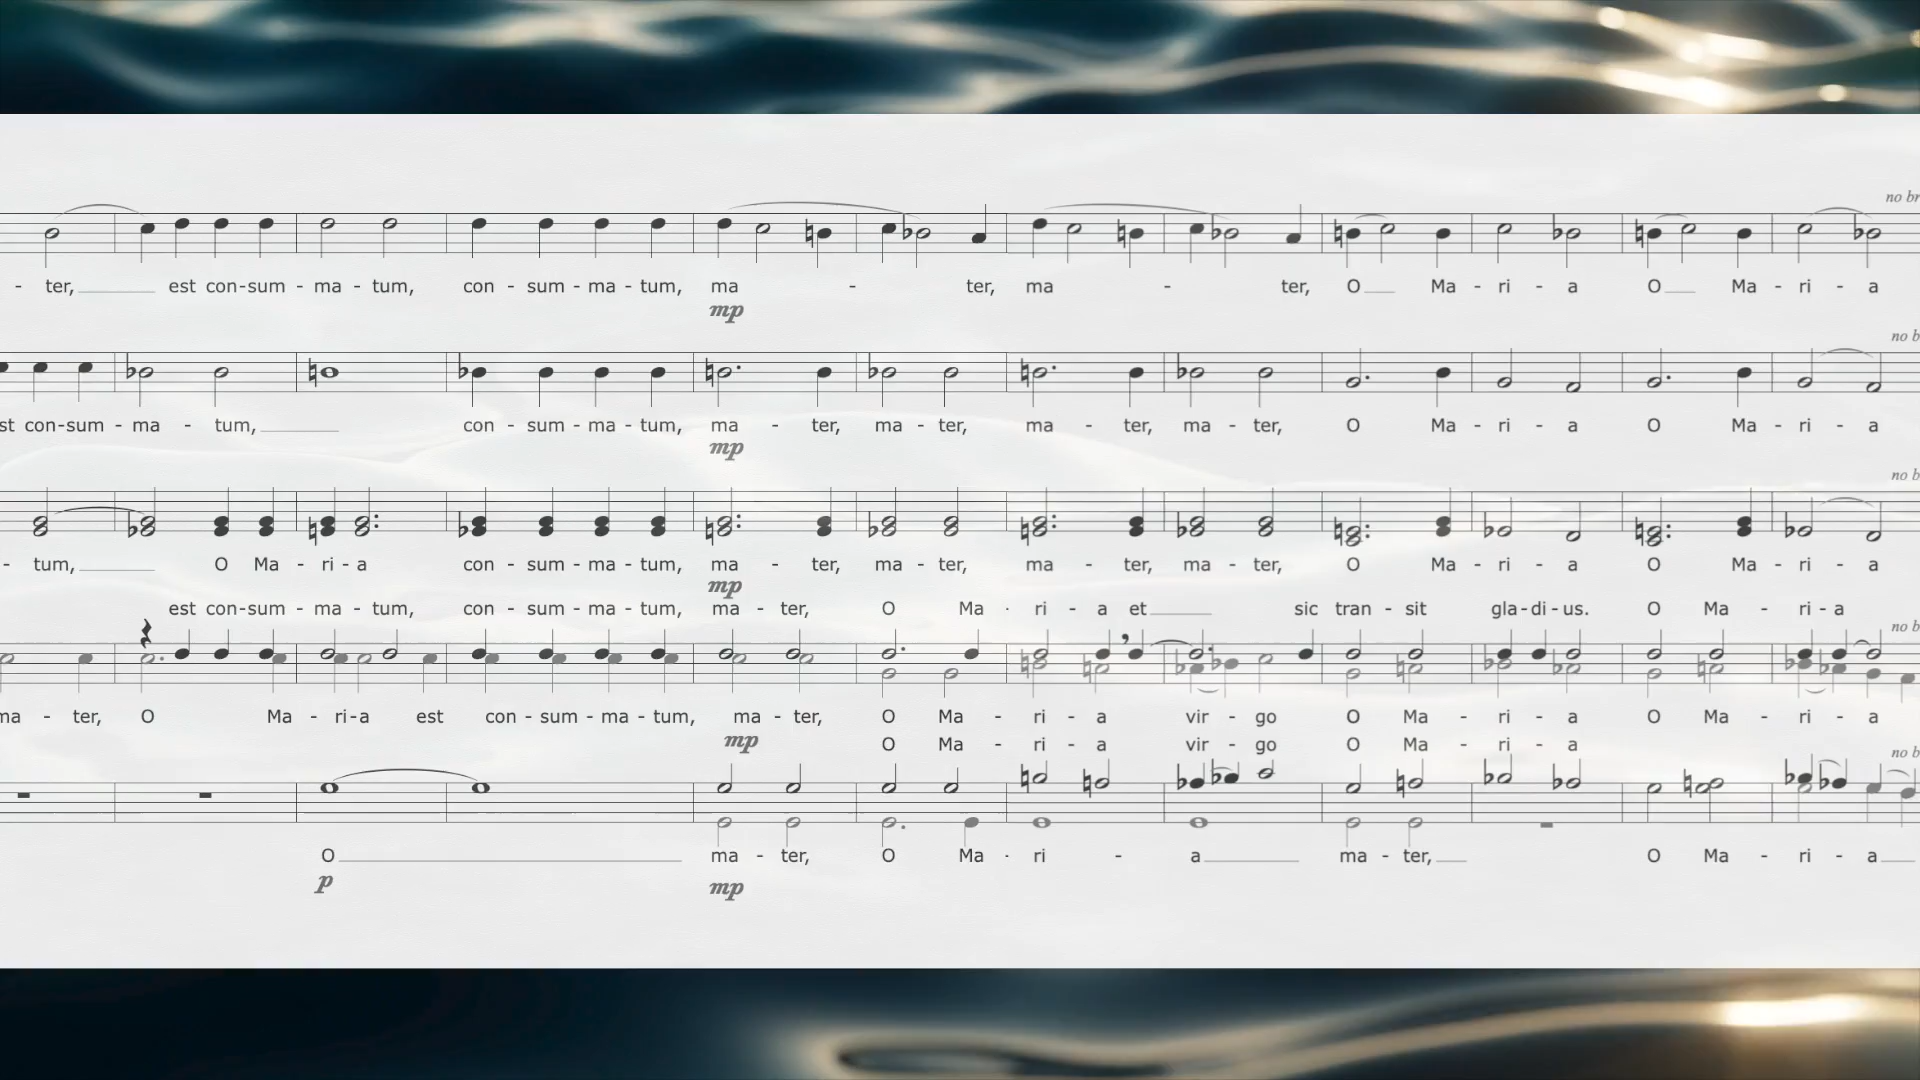 no br
- ter, est con-sum - ma - tum, con - sum - ma - tum, ma - ter, ma - ter, O Ma - ri - a O Ma - ri - a
mp
no b
st con-sum - ma - tum, con - sum - ma - tum, ma - ter, ma - ter, ma - ter, ma - ter, O Ma - ri - a O Ma - ri - a
mp
no b
- tum, O Ma - ri - a con - sum - ma - tum, ma - ter, ma - ter, ma - ter, ma - ter, O Ma - ri - a O Ma - ri - a
mp
est con-sum - ma - tum, con - sum - ma - tum, ma - ter, O Ma - ri - a et sic tran - sit gla-di-us. O Ma - ri - a
no b
ma - ter, O Ma - ri-a est con - sum - ma - tum, ma - ter, O Ma - ri - a vir - go O Ma - ri - a O Ma - ri - a
mp O Ma - ri - a vir - go O Ma - ri - a
no b
O ma - ter, O Ma - ri - a ma - ter, O Ma - ri - a
p mp